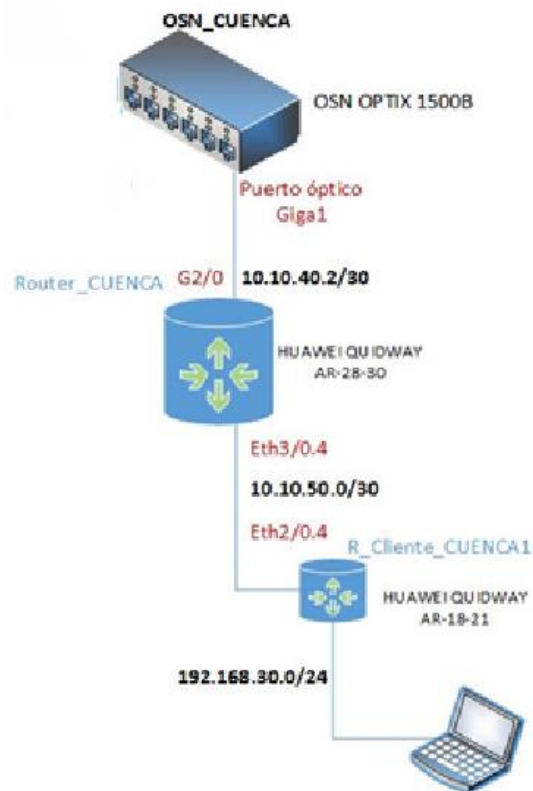 OSN_CUENCA
OSN OPTIX 1500B
Puerto óptico
Giga1
Router_CUENCA
G2/0
10.10.40.2/30
HUAWEI QUIDWAY
AR-28-30
Eth3/0.4
10.10.50.0/30
Eth2/0.4
R_Cliente_CUENCA1
HUAWEI QUIDWAY
AR-18-21
192.168.30.0/24